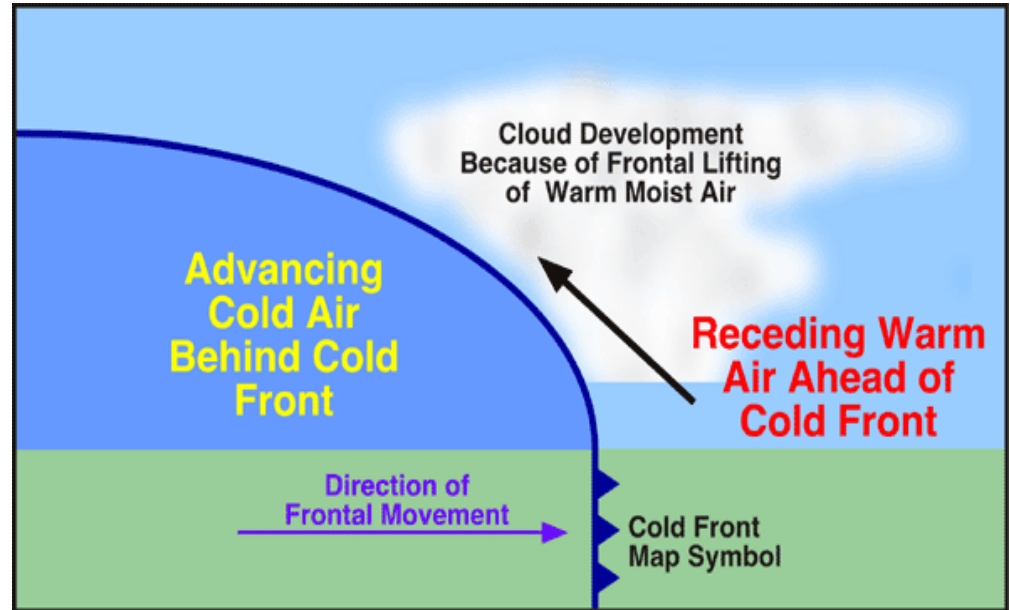 Cloud Development
Because of Frontal Lifting
of Warm Moist Air
Advancing
Cold Air
Behind Cold
Front
Receding Warm
Air Ahead of
Cold Front
Direction of
Frontal Movement
Cold Front
Map Symbol